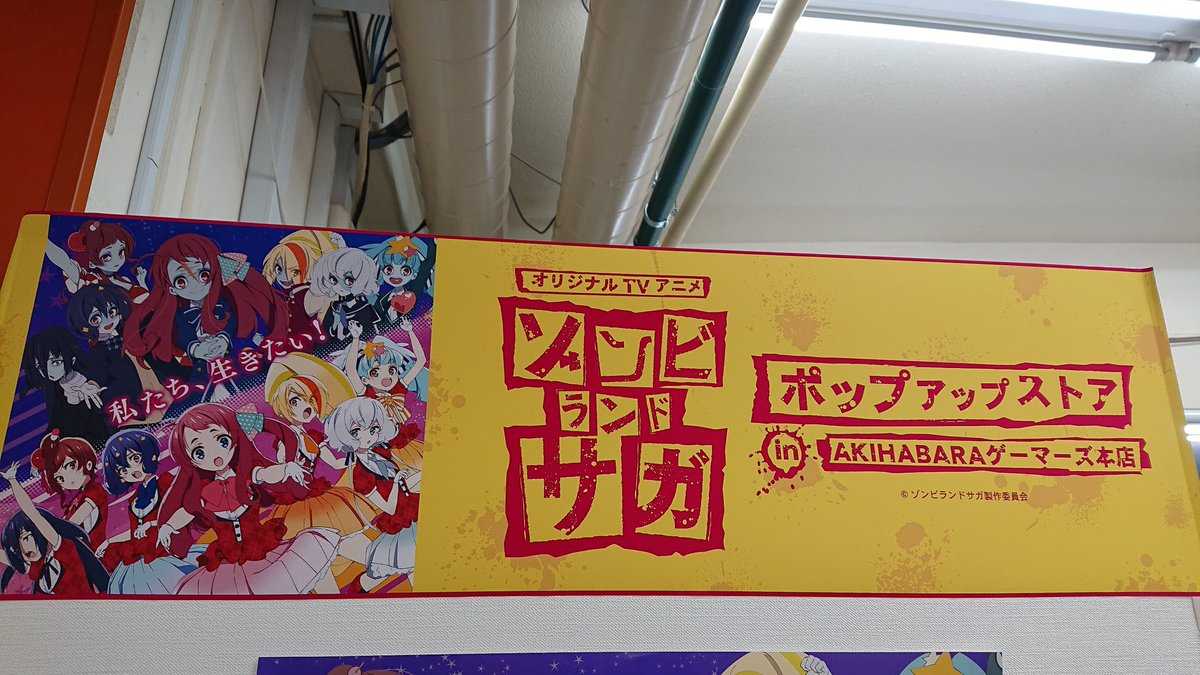 私たち、生きたい！
オリジナルTVアニメ
ゾンビ
ランド
サガ
ポップアップストア
in AKIHABARAゲーマーズ本店
© ゾンビランドサガ製作委員会